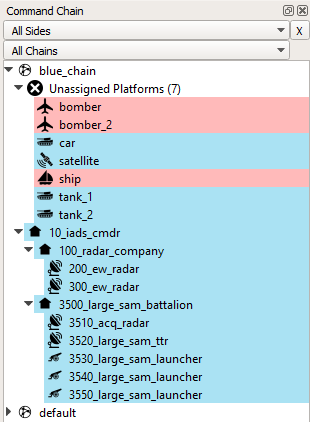 Command Chain
All Sides
X
All Chains
blue_chain
Unassigned Platforms (7)
bomber
bomber_2
car
satellite
ship
tank_1
tank_2
10_iads_cmdr
100_radar_company
200_ew_radar
300_ew_radar
3500_large_sam_battalion
3510_acq_radar
3520_large_sam_ttr
3530_large_sam_launcher
3540_large_sam_launcher
3550_large_sam_launcher
default